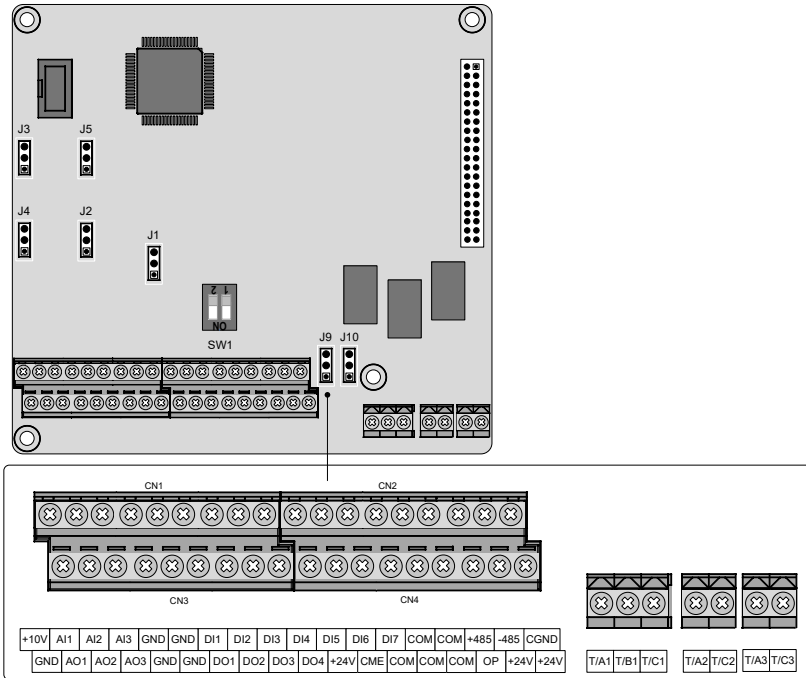 J3 J5
J4 J2
J1
2 1
ON
SW1
J9 J10
CN1 CN2
CN3 CN4
+10V AI1 AI2 AI3 GND GND DI1 DI2 DI3 DI4 DI5 DI6 DI7 COM COM +485 -485 CGND
GND AO1 AO2 AO3 GND GND DO1 DO2 DO3 DO4 +24V CME COM COM COM OP +24V +24V
T/A1 T/B1 T/C1 T/A2 T/C2 T/A3 T/C3